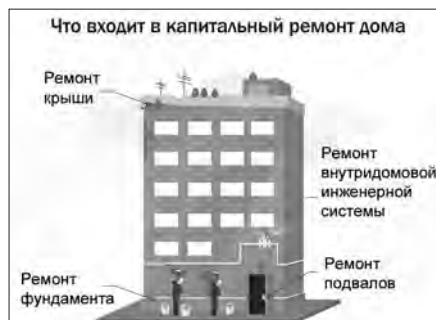 Что входит в капитальный ремонт дома
Ремонт
крыши
Ремонт
внутридомовой
инженерной
системы
Ремонт
фундамента
Ремонт
подвалов